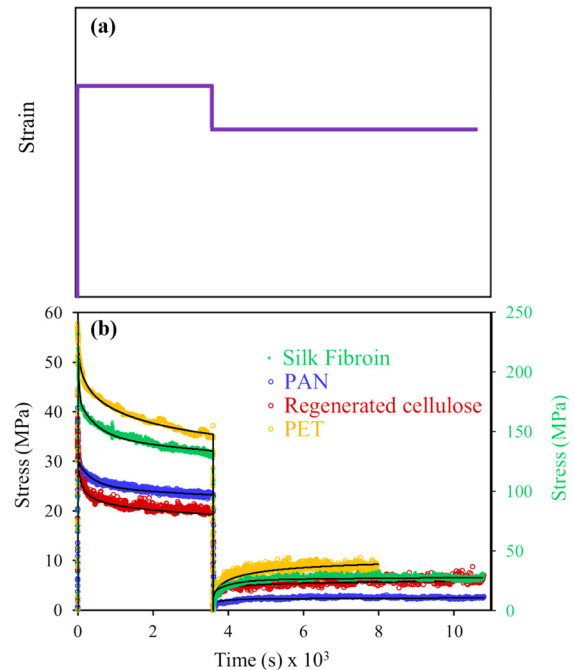 (a)
Strain
(b)
60
50
40
30
20
10
0
Stress (MPa)
Silk Fibroin
PAN
Regenerated cellulose
PET
250
200
150
100
50
0
Stress (MPa)
0 2 4 6 8 10
Time (s) x 10³